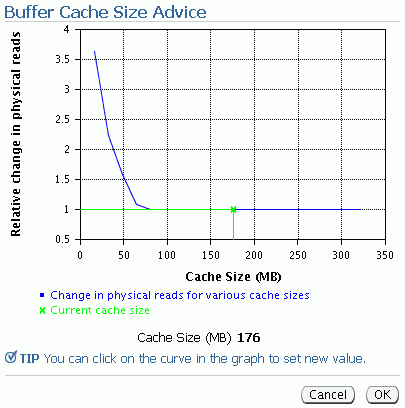 Buffer Cache Size Advice
Relative change in physical reads
4
3.5
3
2.5
2
1.5
1
0.5
0 50 100 150 200 250 300 350
Cache Size (MB)
Change in physical reads for various cache sizes
Current cache size
Cache Size (MB) 176
TIP You can click on the curve in the graph to set new value.
Cancel OK